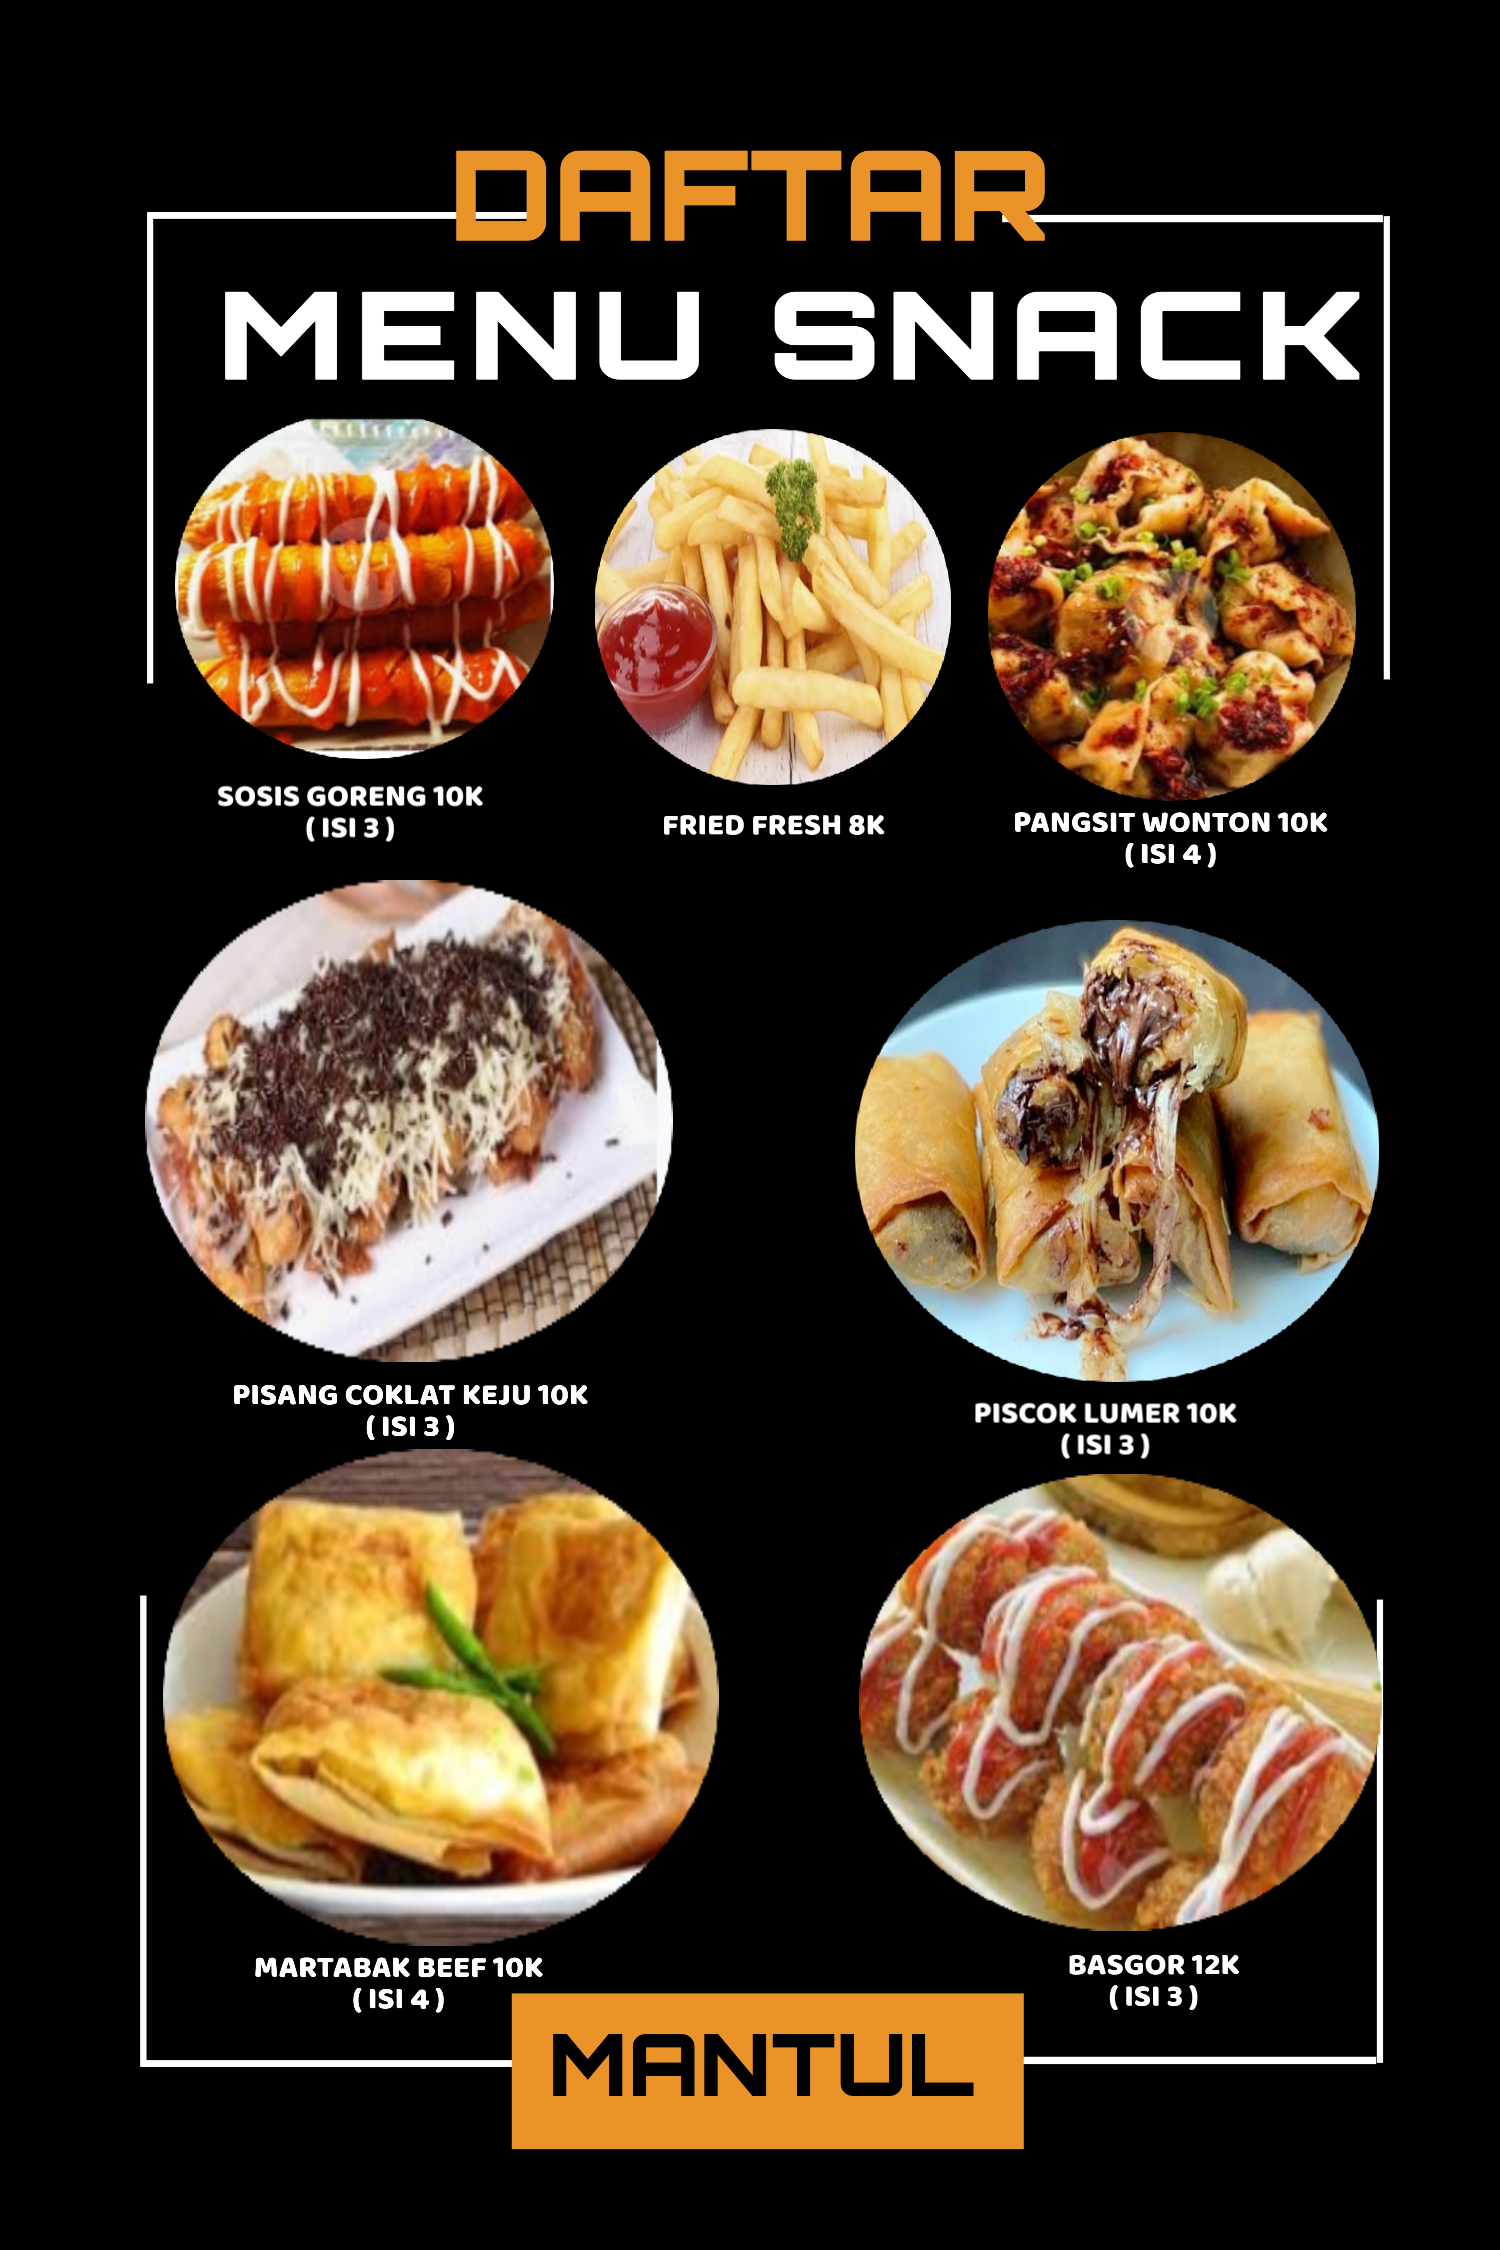 DAFTAR
MENU SNACK
SOSIS GORENG 10K
( ISI 3 )
FRIED FRESH 8K
PANGSIT WONTON 10K
( ISI 4 )
PISANG COKLAT KEJU 10K
( ISI 3 )
PISCOK LUMER 10K
( ISI 3 )
MARTABAK BEEF 10K
( ISI 4 )
BASGOR 12K
( ISI 3 )
MANTUL